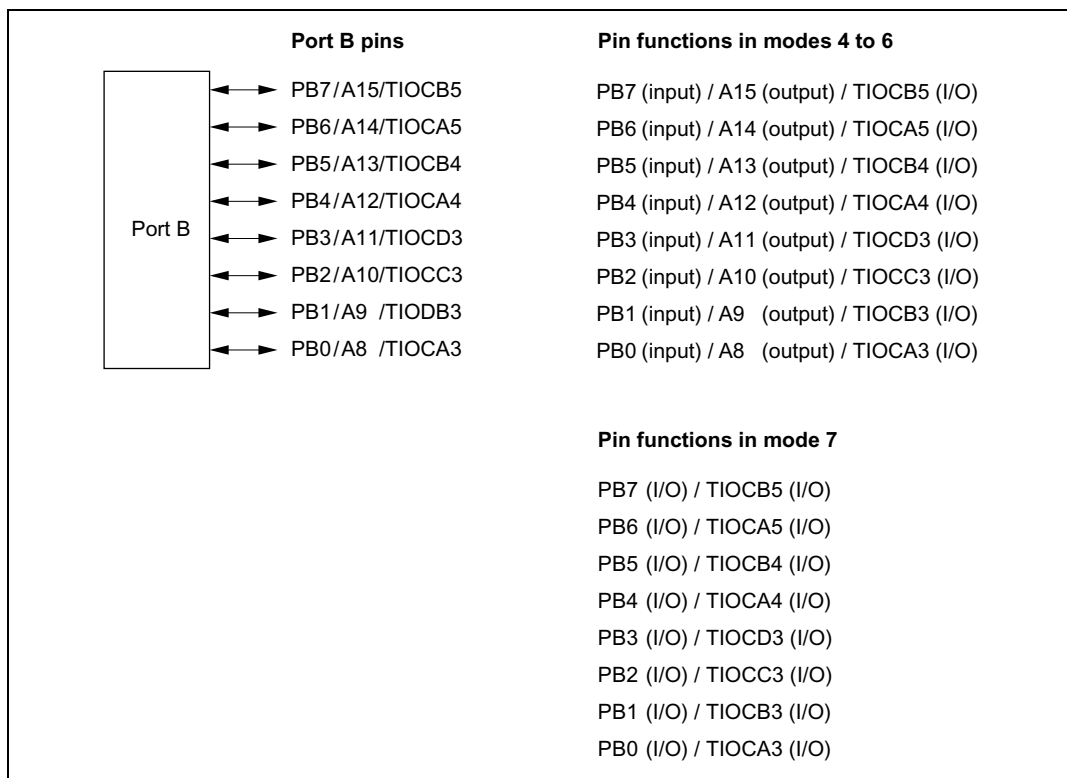 Port B pins
Port B
PB7/A15/TIOCB5
PB6/A14/TIOCA5
PB5/A13/TIOCB4
PB4/A12/TIOCA4
PB3/A11/TIOCD3
PB2/A10/TIOCC3
PB1/A9 /TIODB3
PB0/A8 /TIOCA3
Pin functions in modes 4 to 6
PB7 (input) / A15 (output) / TIOCB5 (I/O)
PB6 (input) / A14 (output) / TIOCA5 (I/O)
PB5 (input) / A13 (output) / TIOCB4 (I/O)
PB4 (input) / A12 (output) / TIOCA4 (I/O)
PB3 (input) / A11 (output) / TIOCD3 (I/O)
PB2 (input) / A10 (output) / TIOCC3 (I/O)
PB1 (input) / A9 (output) / TIOCB3 (I/O)
PB0 (input) / A8 (output) / TIOCA3 (I/O)
Pin functions in mode 7
PB7 (I/O) / TIOCB5 (I/O)
PB6 (I/O) / TIOCA5 (I/O)
PB5 (I/O) / TIOCB4 (I/O)
PB4 (I/O) / TIOCA4 (I/O)
PB3 (I/O) / TIOCD3 (I/O)
PB2 (I/O) / TIOCC3 (I/O)
PB1 (I/O) / TIOCB3 (I/O)
PB0 (I/O) / TIOCA3 (I/O)